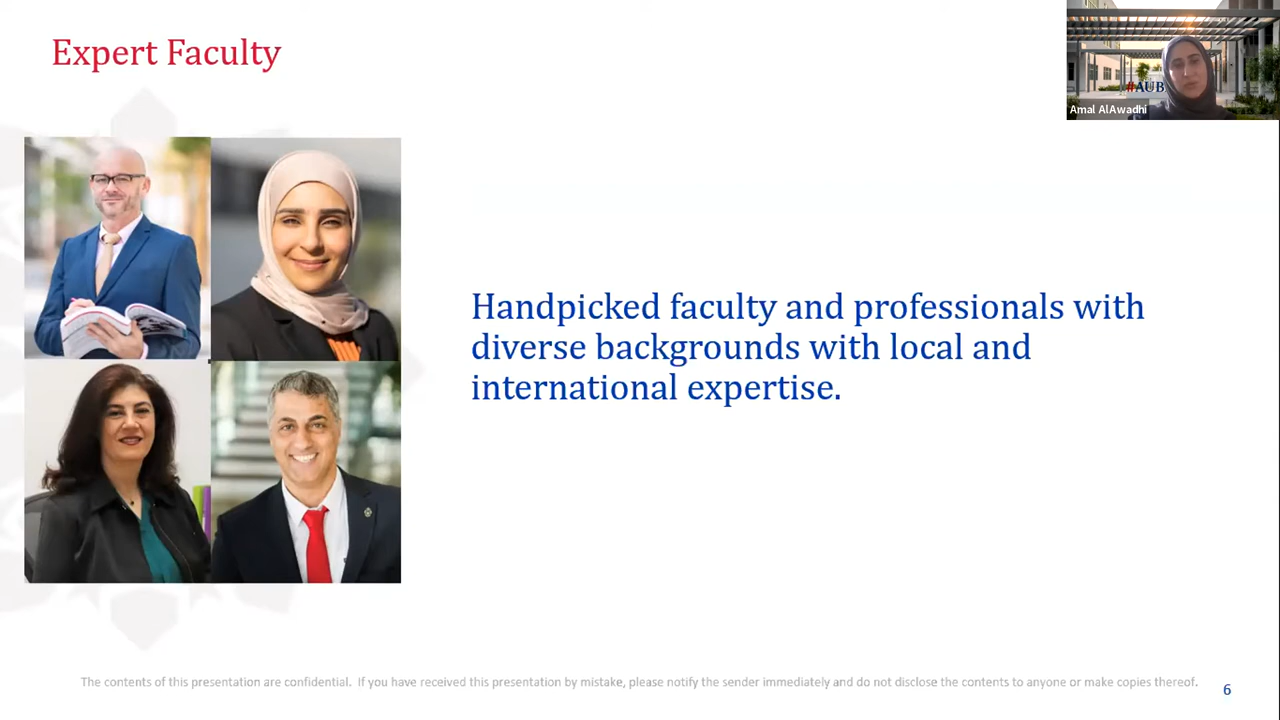 Expert Faculty
#AUB
Amal AlAwadhi
Handpicked faculty and professionals with
diverse backgrounds with local and
international expertise.
The contents of this presentation are confidential. If you have received this presentation by mistake, please notify the sender immediately and do not disclose the contents to anyone or make copies thereof.
6